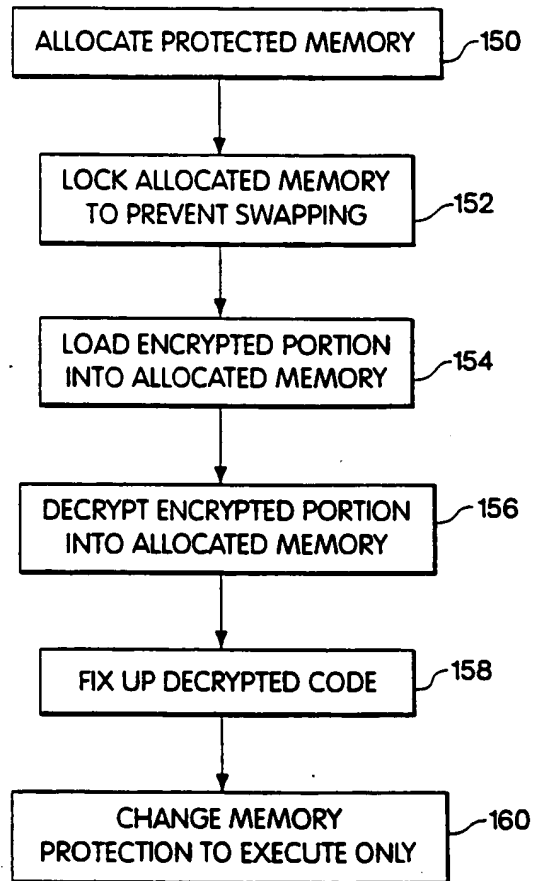 ALLOCATE PROTECTED MEMORY
150
LOCK ALLOCATED MEMORY
TO PREVENT SWAPPING
152
LOAD ENCRYPTED PORTION
INTO ALLOCATED MEMORY
154
DECRYPT ENCRYPTED PORTION
INTO ALLOCATED MEMORY
156
FIX UP DECRYPTED CODE
158
CHANGE MEMORY
PROTECTION TO EXECUTE ONLY
160